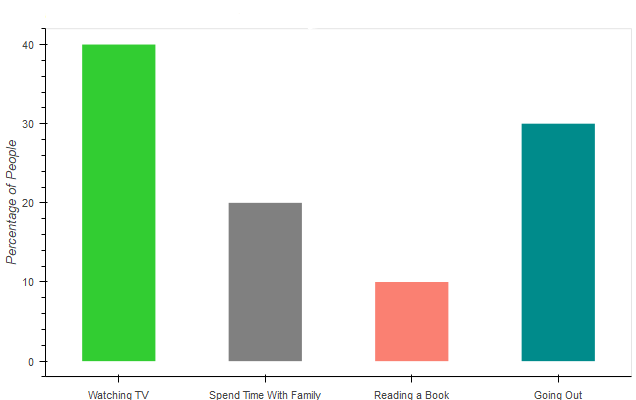 Percentage of People
40
30
20
10
0
Watching TV
Spend Time With Family
Reading a Book
Going Out